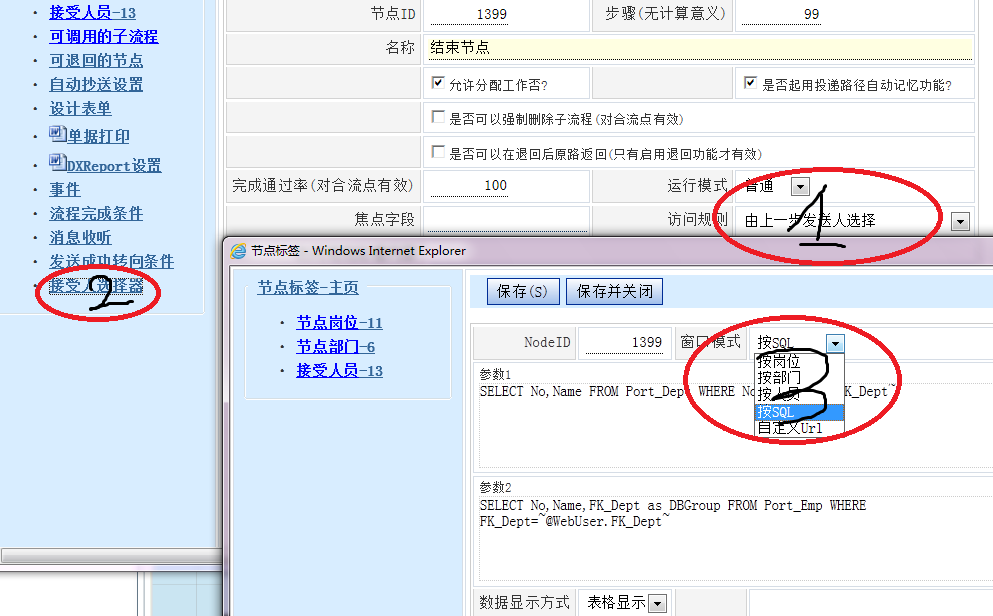 接受人员-13
可调用的子流程
可退回的节点
自动抄送设置
设计表单
单据打印
DXReport设置
事件
流程完成条件
消息收听
发送成功转向条件
接受人选择器
2
节点ID 1399 步骤(无计算意义) 99
名称 结束节点
允许分配工作否? 是否起用投递路径自动记忆功能?
是否可以强制删除子流程(对合流点有效)
是否可以在退回后原路返回(只有启用退回功能才有效)
完成通过率(对合流点有效) 100 运行模式 普通
焦点字段 访问规则 由上一步发送人选择
1
节点标签 - Windows Internet Explorer
节点标签-主页
节点岗位-11
节点部门-6
接受人员-13
保存(S) 保存并关闭
NodeID 1399 窗口模式 按SQL
按岗位
按部门
按人员
按SQL
自定义Url
3
参数1
SELECT No,Name FROM Port_Dept WHERE No FK_Dept~
参数2
SELECT No,Name,FK_Dept as DBGroup FROM Port_Emp WHERE
FK_Dept=~@WebUser.FK_Dept~
数据显示方式 表格显示